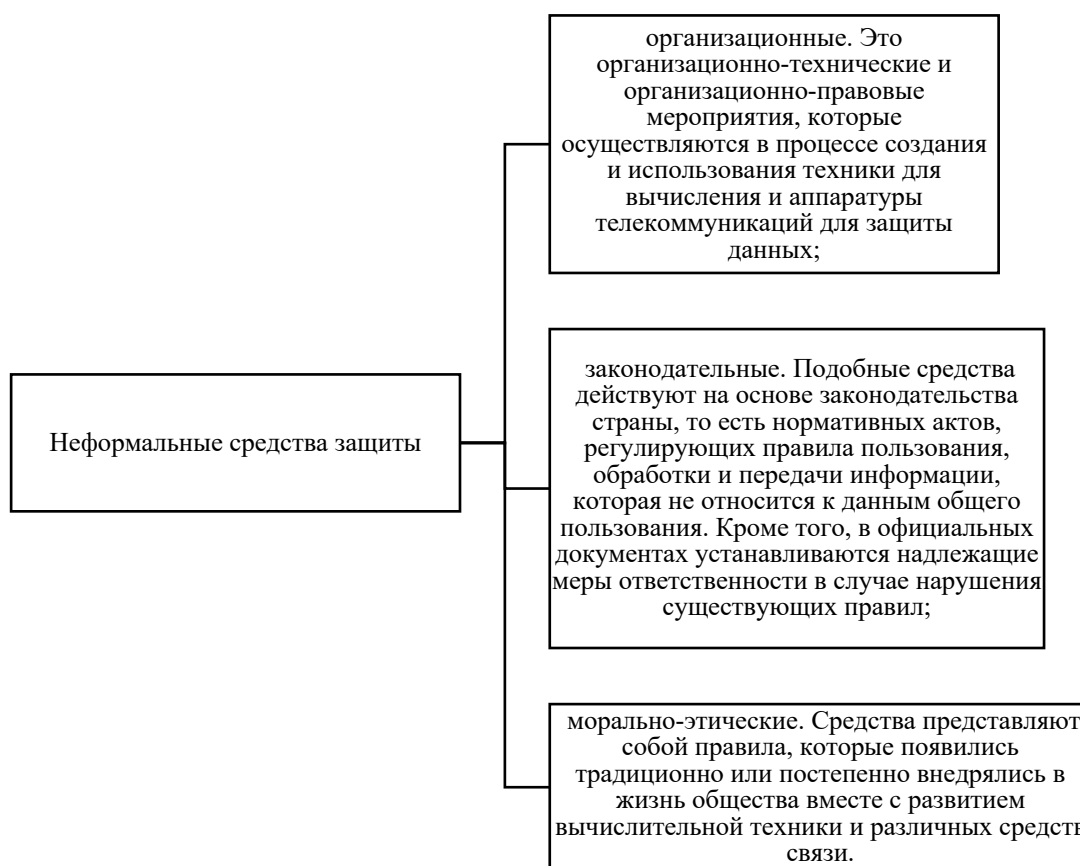 организационные. Это
организационно-технические и
организационно-правовые
мероприятия, которые
осуществляются в процессе создания
и использования техники для
вычисления и аппаратуры
телекоммуникаций для защиты
данных;
Неформальные средства защиты
законодательные. Подобные средства
действуют на основе законодательства
страны, то есть нормативных актов,
регулирующих правила пользования,
обработки и передачи информации,
которая не относится к данным общего
пользования. Кроме того, в официальных
документах устанавливаются надлежащие
меры ответственности в случае нарушения
существующих правил;
морально-этические. Средства представляют
собой правила, которые появились
традиционно или постепенно внедрялись в
жизнь общества вместе с развитием
вычислительной техники и различных средств
связи.